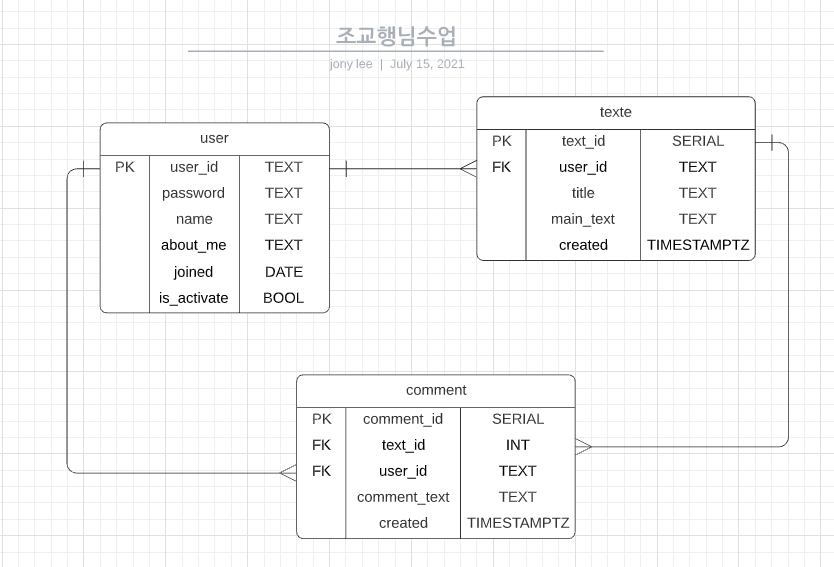 조교행님수업
jony lee | July 15, 2021
user
PK user_id TEXT
password TEXT
name TEXT
about_me TEXT
joined DATE
is_activate BOOL
texte
PK text_id SERIAL
FK user_id TEXT
title TEXT
main_text TEXT
created TIMESTAMPTZ
comment
PK comment_id SERIAL
FK text_id INT
FK user_id TEXT
comment_text TEXT
created TIMESTAMPTZ